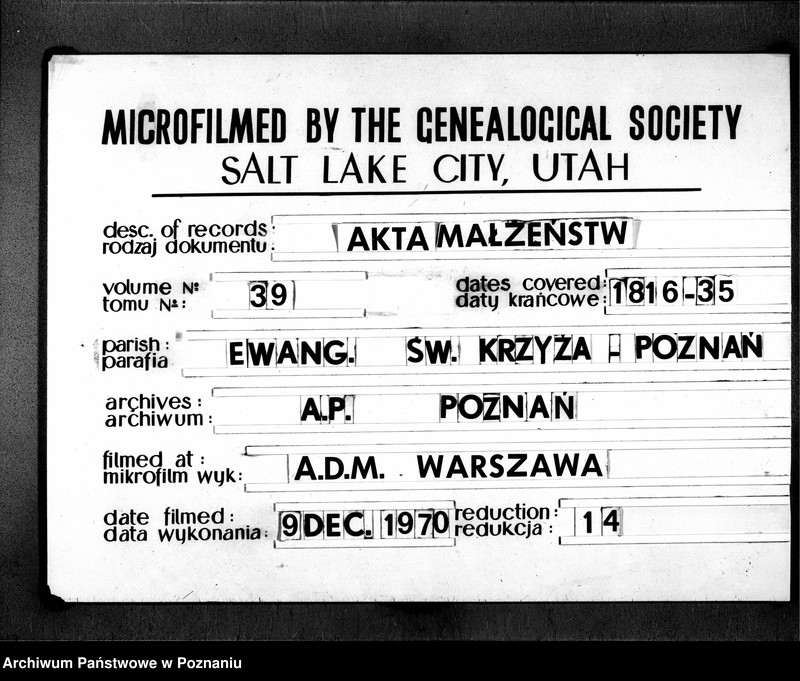 MICROFILMED BY THE GENEALOGICAL SOCIETY
SALT LAKE CITY, UTAH
desc. of records: AKTA MAŁŻEŃSTW
rodzaj dokumentu:
volume №: 39 dates covered: 1816-35
tomu №: daty krańcowe:
parish: EWANG. ŚW. KRZYŻA - POZNAŃ
parafia
archives: A.P. POZNAŃ
archiwum:
filmed at: A.D.M. WARSZAWA
mikrofilm wyk:
date filmed: 9 DEC. 1970 reduction: 14
data wykonania: redukcja:
Archiwum Państwowe w Poznaniu